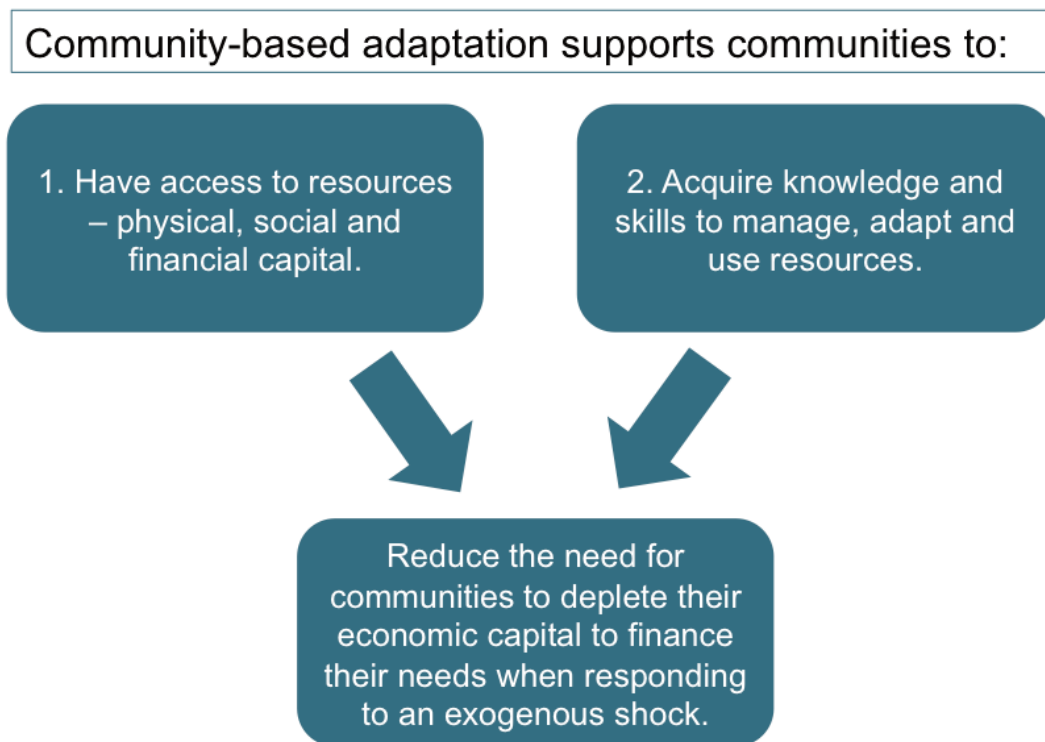 Community-based adaptation supports communities to:
1. Have access to resources
– physical, social and
financial capital.
2. Acquire knowledge and
skills to manage, adapt and
use resources.
Reduce the need for
communities to deplete their
economic capital to finance
their needs when responding
to an exogenous shock.